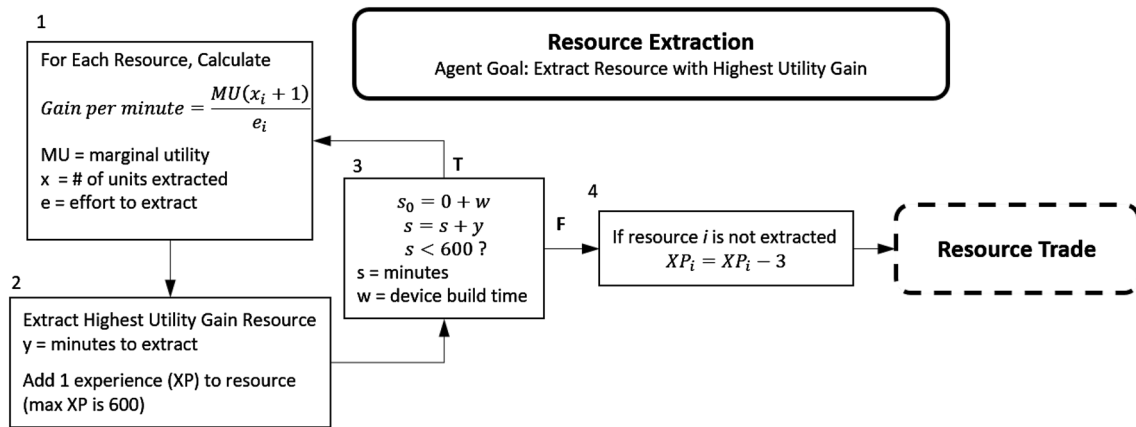 Resource Extraction
Agent Goal: Extract Resource with Highest Utility Gain
1
For Each Resource, Calculate
Gain per minute = MU(x_i + 1) / e_i
MU = marginal utility
x = # of units extracted
e = effort to extract
2
Extract Highest Utility Gain Resource
y = minutes to extract
Add 1 experience (XP) to resource
(max XP is 600)
3
T
s_0 = 0 + w
s = s + y
s < 600 ?
s = minutes
w = device build time
F
4
If resource i is not extracted
XP_i = XP_i − 3
Resource Trade